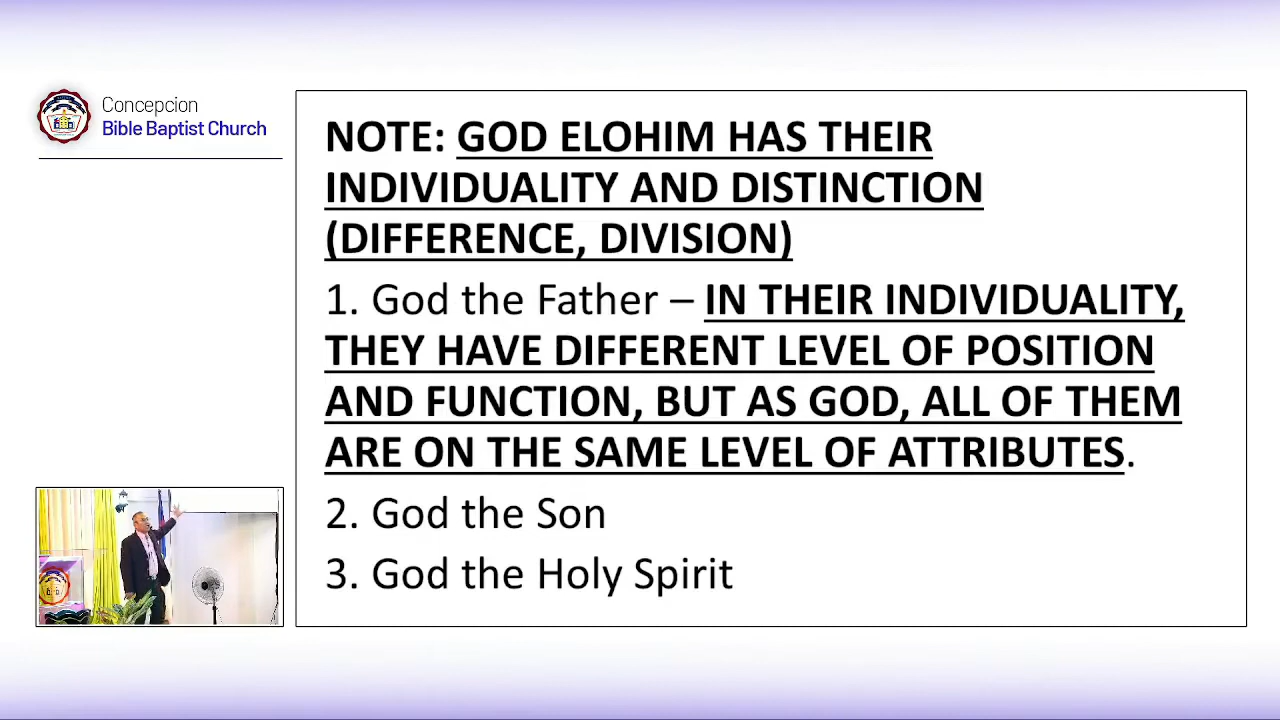 Concepcion
Bible Baptist Church
NOTE: GOD ELOHIM HAS THEIR
INDIVIDUALITY AND DISTINCTION
(DIFFERENCE, DIVISION)
1. God the Father – IN THEIR INDIVIDUALITY,
THEY HAVE DIFFERENT LEVEL OF POSITION
AND FUNCTION, BUT AS GOD, ALL OF THEM
ARE ON THE SAME LEVEL OF ATTRIBUTES.
2. God the Son
3. God the Holy Spirit